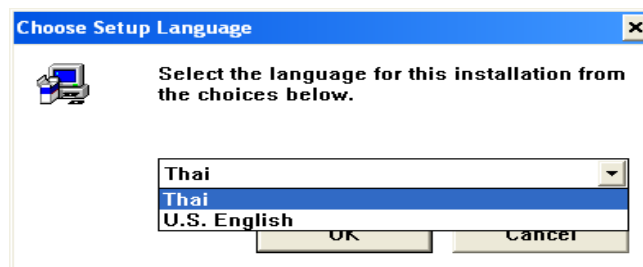 Choose Setup Language
Select the language for this installation from
the choices below.
Thai
Thai
U.S. English
OK
Cancel